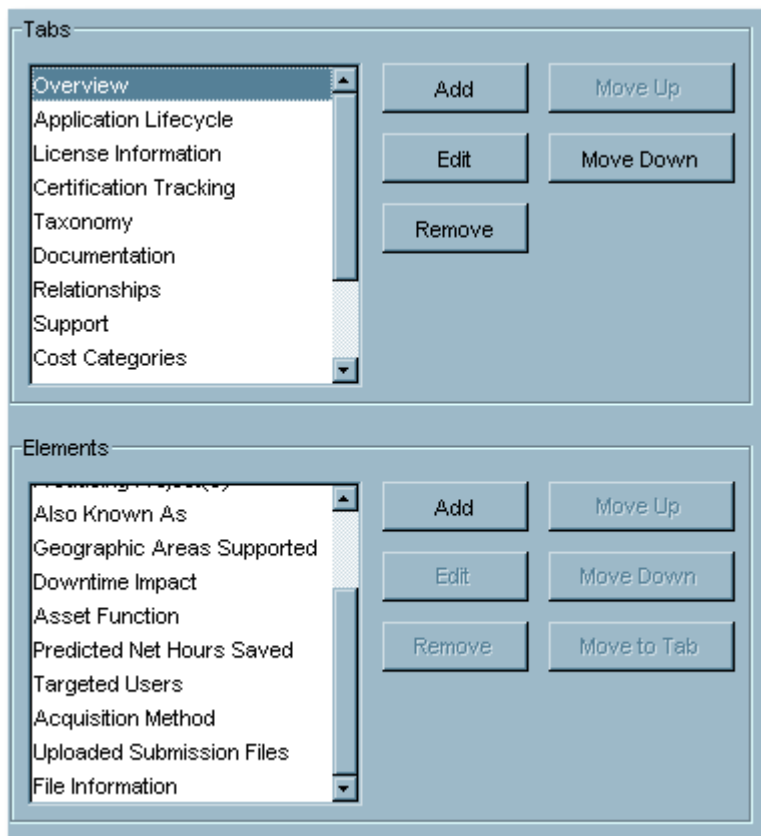 Tabs
Overview
Application Lifecycle
License Information
Certification Tracking
Taxonomy
Documentation
Relationships
Support
Cost Categories
Add
Move Up
Edit
Move Down
Remove
Elements
Also Known As
Geographic Areas Supported
Downtime Impact
Asset Function
Predicted Net Hours Saved
Targeted Users
Acquisition Method
Uploaded Submission Files
File Information
Add
Move Up
Edit
Move Down
Remove
Move to Tab